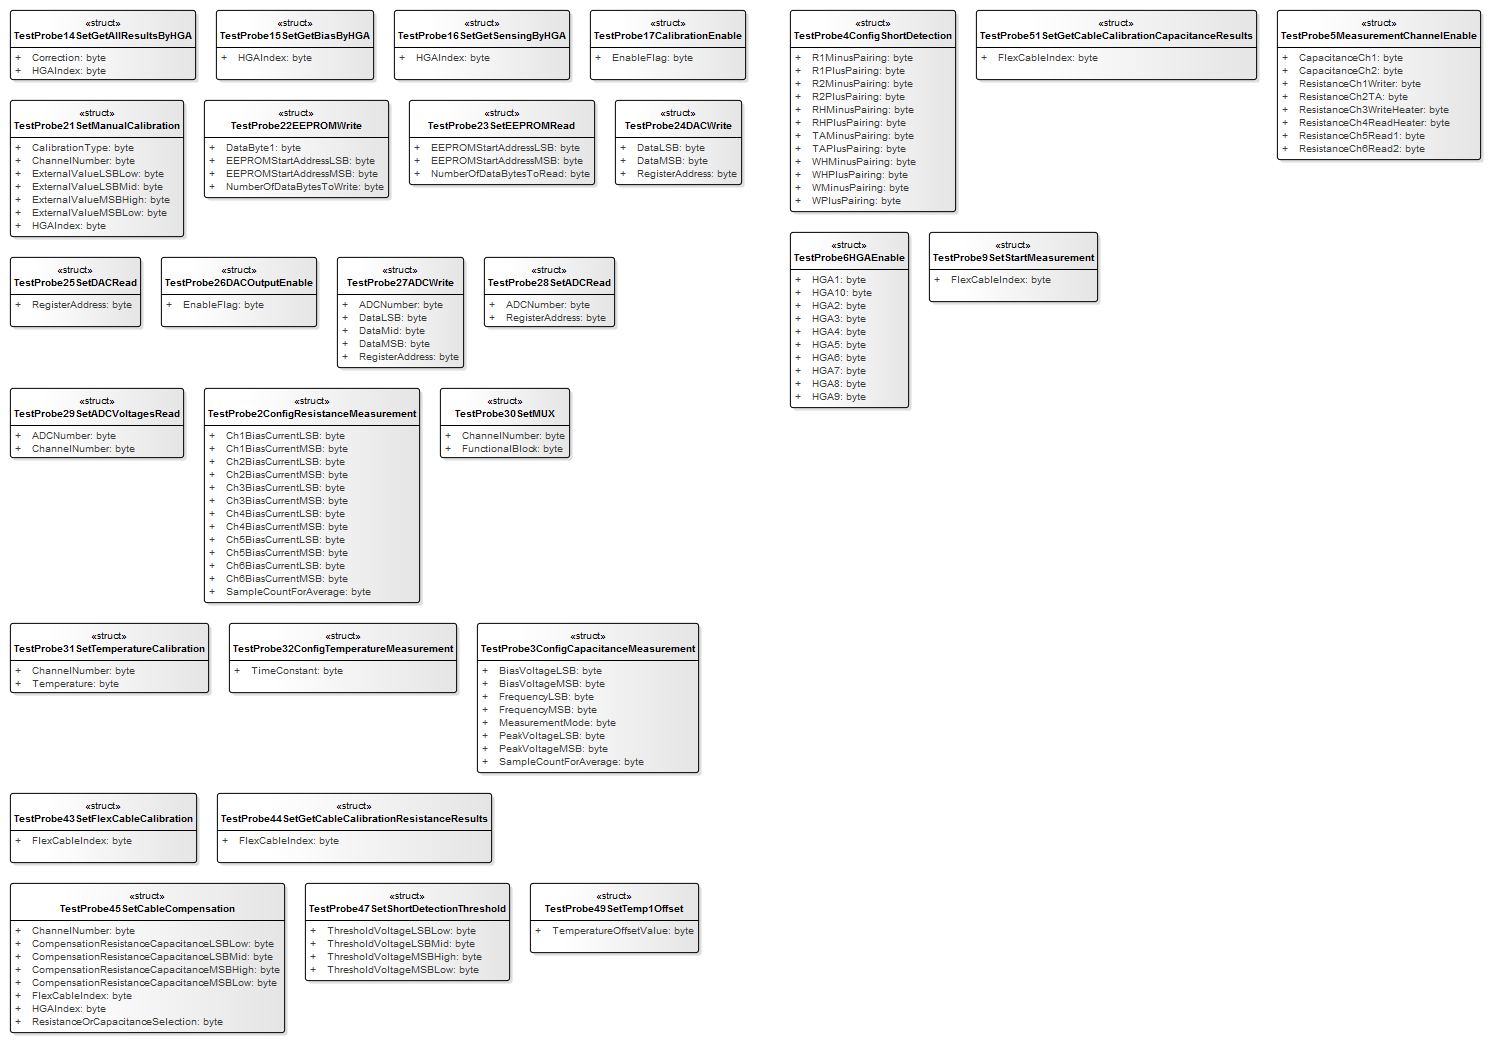 «struct»
TestProbe14SetGetAllResultsByHGA
+ Correction: byte
+ HGAIndex: byte
«struct»
TestProbe15SetGetBiasByHGA
+ HGAIndex: byte
«struct»
TestProbe16SetGetSensingByHGA
+ HGAIndex: byte
«struct»
TestProbe17CalibrationEnable
+ EnableFlag: byte
«struct»
TestProbe21SetManualCalibration
+ CalibrationType: byte
+ ChannelNumber: byte
+ ExternalValueLSBLow: byte
+ ExternalValueLSBMid: byte
+ ExternalValueMSBHigh: byte
+ ExternalValueMSBLow: byte
+ HGAIndex: byte
«struct»
TestProbe22EEPROMWrite
+ DataByte1: byte
+ EEPROMStartAddressLSB: byte
+ EEPROMStartAddressMSB: byte
+ NumberOfDataBytesToWrite: byte
«struct»
TestProbe23SetEEPROMRead
+ EEPROMStartAddressLSB: byte
+ EEPROMStartAddressMSB: byte
+ NumberOfDataBytesToRead: byte
«struct»
TestProbe24DACWrite
+ DataLSB: byte
+ DataMSB: byte
+ RegisterAddress: byte
«struct»
TestProbe25SetDACRead
+ RegisterAddress: byte
«struct»
TestProbe26DACOutputEnable
+ EnableFlag: byte
«struct»
TestProbe27ADCWrite
+ ADCNumber: byte
+ DataLSB: byte
+ DataMid: byte
+ DataMSB: byte
+ RegisterAddress: byte
«struct»
TestProbe28SetADCRead
+ ADCNumber: byte
+ RegisterAddress: byte
«struct»
TestProbe29SetADCVoltagesRead
+ ADCNumber: byte
+ ChannelNumber: byte
«struct»
TestProbe2ConfigResistanceMeasurement
+ Ch1BiasCurrentLSB: byte
+ Ch1BiasCurrentMSB: byte
+ Ch2BiasCurrentLSB: byte
+ Ch2BiasCurrentMSB: byte
+ Ch3BiasCurrentLSB: byte
+ Ch3BiasCurrentMSB: byte
+ Ch4BiasCurrentLSB: byte
+ Ch4BiasCurrentMSB: byte
+ Ch5BiasCurrentLSB: byte
+ Ch5BiasCurrentMSB: byte
+ Ch6BiasCurrentLSB: byte
+ Ch6BiasCurrentMSB: byte
+ SampleCountForAverage: byte
«struct»
TestProbe30SetMUX
+ ChannelNumber: byte
+ FunctionalBlock: byte
«struct»
TestProbe31SetTemperatureCalibration
+ ChannelNumber: byte
+ Temperature: byte
«struct»
TestProbe32ConfigTemperatureMeasurement
+ TimeConstant: byte
«struct»
TestProbe3ConfigCapacitanceMeasurement
+ BiasVoltageLSB: byte
+ BiasVoltageMSB: byte
+ FrequencyLSB: byte
+ FrequencyMSB: byte
+ MeasurementMode: byte
+ PeakVoltageLSB: byte
+ PeakVoltageMSB: byte
+ SampleCountForAverage: byte
«struct»
TestProbe43SetFlexCableCalibration
+ FlexCableIndex: byte
«struct»
TestProbe44SetGetCableCalibrationResistanceResults
+ FlexCableIndex: byte
«struct»
TestProbe45SetCableCompensation
+ ChannelNumber: byte
+ CompensationResistanceCapacitanceLSBLow: byte
+ CompensationResistanceCapacitanceLSBMid: byte
+ CompensationResistanceCapacitanceMSBHigh: byte
+ CompensationResistanceCapacitanceMSBLow: byte
+ FlexCableIndex: byte
+ HGAIndex: byte
+ ResistanceOrCapacitanceSelection: byte
«struct»
TestProbe47SetShortDetectionThreshold
+ ThresholdVoltageLSBLow: byte
+ ThresholdVoltageLSBMid: byte
+ ThresholdVoltageMSBHigh: byte
+ ThresholdVoltageMSBLow: byte
«struct»
TestProbe49SetTemp1Offset
+ TemperatureOffsetValue: byte
«struct»
TestProbe4ConfigShortDetection
+ R1MinusPairing: byte
+ R1PlusPairing: byte
+ R2MinusPairing: byte
+ R2PlusPairing: byte
+ RHMinusPairing: byte
+ RHPlusPairing: byte
+ TAMinusPairing: byte
+ TAPlusPairing: byte
+ WHMinusPairing: byte
+ WHPlusPairing: byte
+ WMinusPairing: byte
+ WPlusPairing: byte
«struct»
TestProbe51SetGetCableCalibrationCapacitanceResults
+ FlexCableIndex: byte
«struct»
TestProbe5MeasurementChannelEnable
+ CapacitanceCh1: byte
+ CapacitanceCh2: byte
+ ResistanceCh1Writer: byte
+ ResistanceCh2TA: byte
+ ResistanceCh3WriteHeater: byte
+ ResistanceCh4ReadHeater: byte
+ ResistanceCh5Read1: byte
+ ResistanceCh6Read2: byte
«struct»
TestProbe6HGAEnable
+ HGA1: byte
+ HGA10: byte
+ HGA2: byte
+ HGA3: byte
+ HGA4: byte
+ HGA5: byte
+ HGA6: byte
+ HGA7: byte
+ HGA8: byte
+ HGA9: byte
«struct»
TestProbe9SetStartMeasurement
+ FlexCableIndex: byte